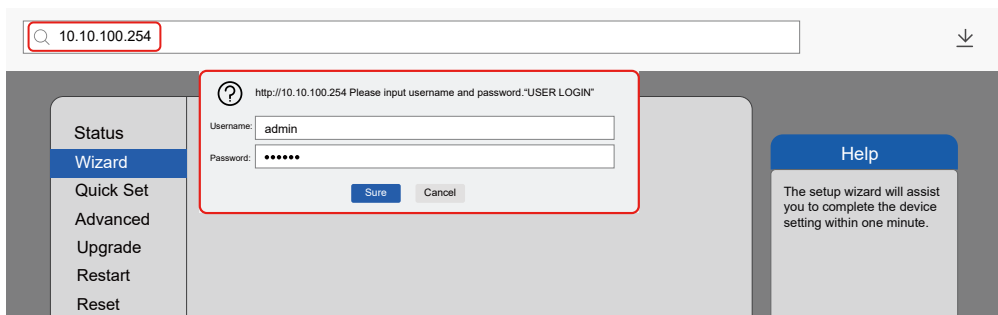 10.10.100.254
http://10.10.100.254 Please input username and password.“USER LOGIN”
Username: admin
Password: ••••••
Sure Cancel
Status
Wizard
Quick Set
Advanced
Upgrade
Restart
Reset
Help
The setup wizard will assist
you to complete the device
setting within one minute.